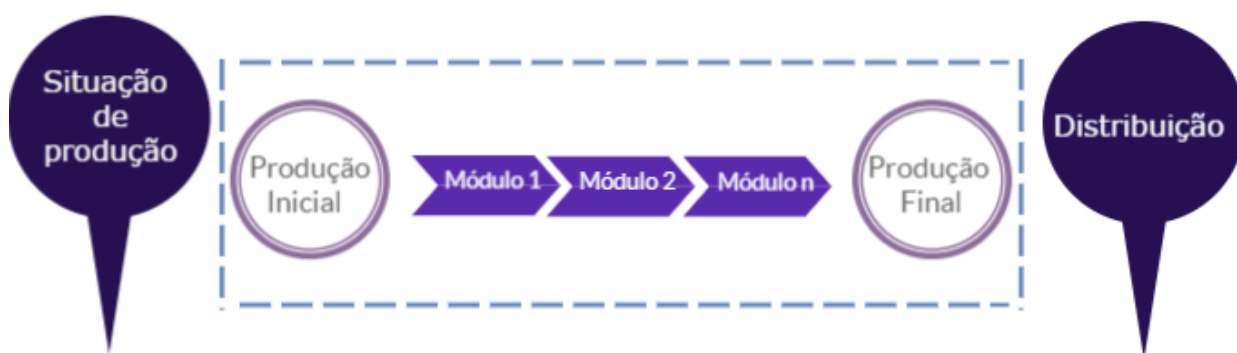 Situação
de
produção
Produção
Inicial
Módulo 1
Módulo 2
Módulo n
Produção
Final
Distribuição